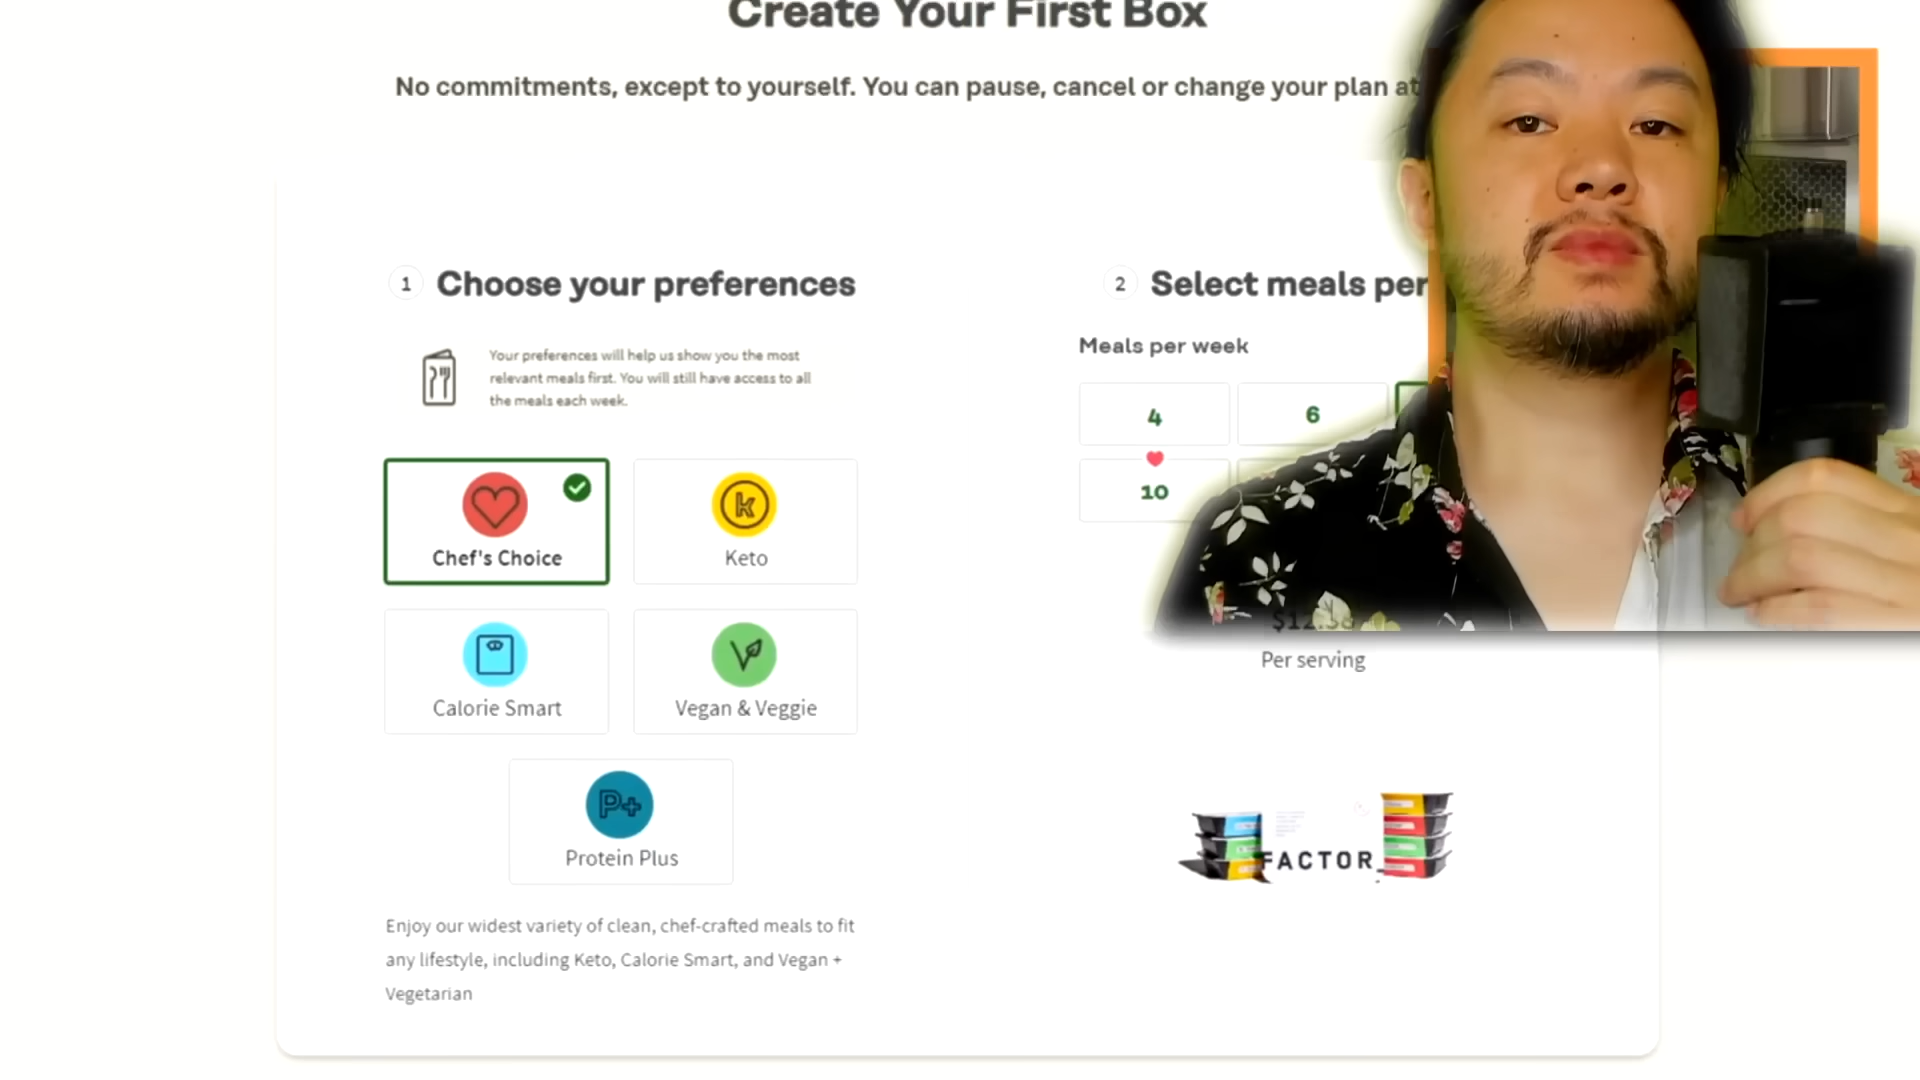 Create Your First Box
No commitments, except to yourself. You can pause, cancel or change your plan at
1 Choose your preferences
Your preferences will help us show you the most
relevant meals first. You will still have access to all
the meals each week.
Chef's Choice
Keto
Calorie Smart
Vegan & Veggie
P+
Protein Plus
Enjoy our widest variety of clean, chef-crafted meals to fit
any lifestyle, including Keto, Calorie Smart, and Vegan +
Vegetarian
2 Select meals per
Meals per week
4
6
10
Per serving
FACTOR_